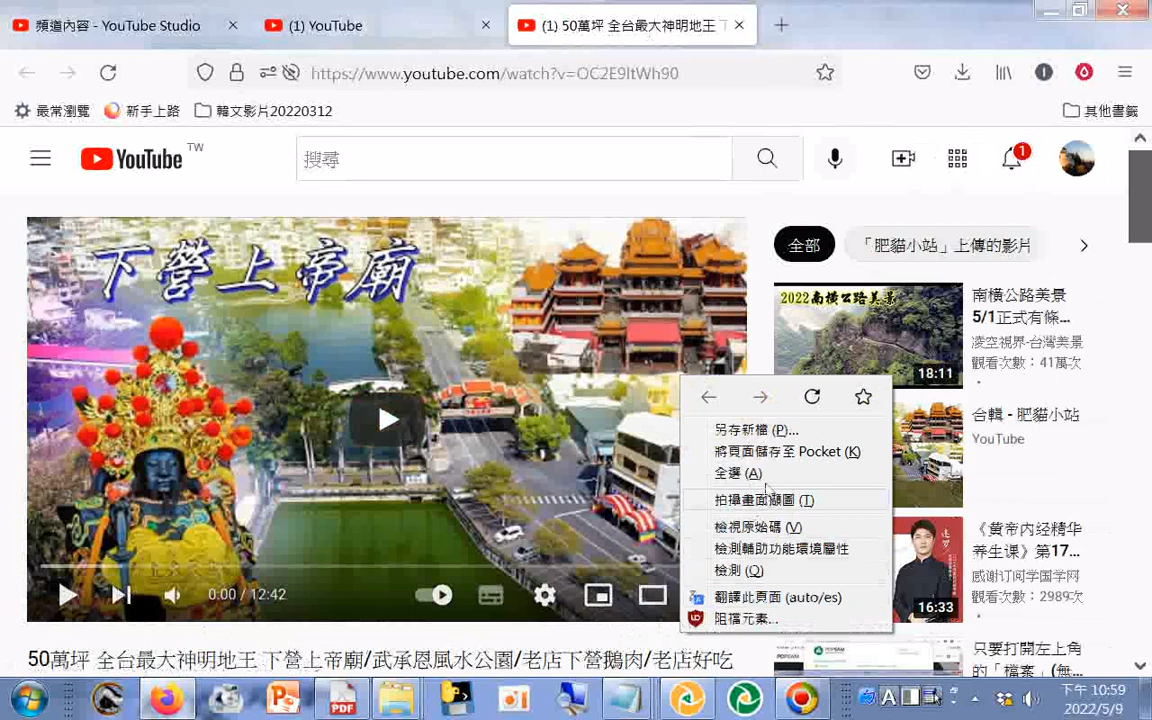 頻道內容 - YouTube Studio
(1) YouTube
(1) 50萬坪 全台最大神明地王 下
https://www.youtube.com/watch?v=OC2E9ltWh90
最常瀏覽
新手上路
韓文影片20220312
其他書籤
YouTube TW
搜尋
1
下營上帝廟
全部
「肥貓小站」上傳的影片
2022南橫公路美景
18:11
南橫公路美景
5/1正式有條...
凌空視界-台灣美景
觀看次數：41萬次
台輯 - 肥貓小站
YouTube
另存新檔 (P)...
將頁面儲存至 Pocket (K)
全選 (A)
拍攝畫面擷圖 (T)
檢視原始碼 (V)
檢測輔助功能環境屬性
檢測 (Q)
翻譯此頁面 (auto/es)
阻擋元素...
16:33
《黄帝内经精华
养生课》第17...
感谢订阅学国学网
觀看次數：2989次
只要打開左上角
的「檔案」(無...
0:00 / 12:42
50萬坪 全台最大神明地王 下營上帝廟/武承恩風水公園/老店下營鵝肉/老店好吃
PDF
A
下午 10:59
2022/5/9